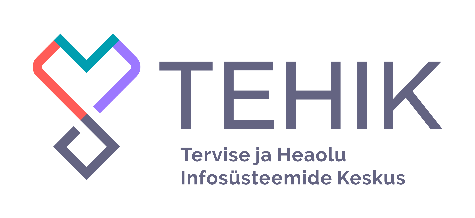 TEHIK
Tervise ja Heaolu
Infosüsteemide Keskus